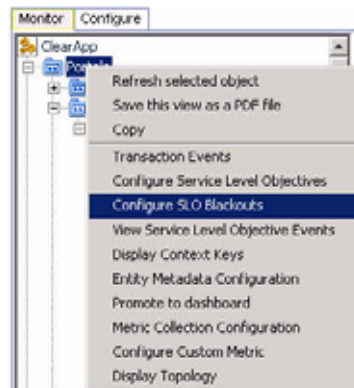 Monitor Configure
ClearApp
Portals
Refresh selected object
Save this view as a PDF file
Copy
Transaction Events
Configure Service Level Objectives
Configure SLO Blackouts
View Service Level Objective Events
Display Context Keys
Entity Metadata Configuration
Promote to dashboard
Metric Collection Configuration
Configure Custom Metric
Display Topology